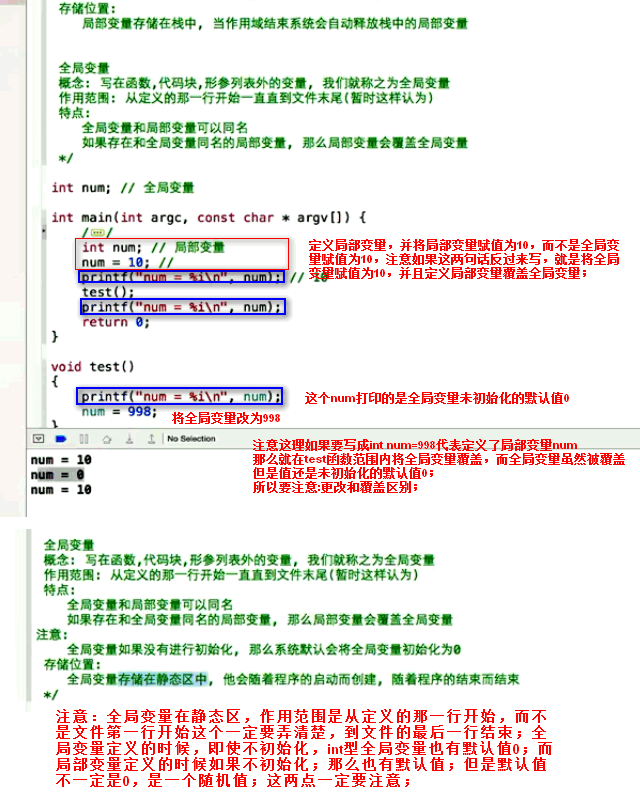 存储位置:
局部变量存储在栈中, 当作用域结束系统会自动释放栈中的局部变量
全局变量
概念: 写在函数,代码块,形参列表外的变量, 我们就称之为全局变量
作用范围: 从定义的那一行开始一直直到文件末尾(暂时这样认为)
特点:
全局变量和局部变量可以同名
如果存在和全局变量同名的局部变量, 那么局部变量会覆盖全局变量
*/
int num; // 全局变量
int main(int argc, const char * argv[]) {
/*…*/
int num; // 局部变量
num = 10; //
printf("num = %i\n", num); // 10
test();
printf("num = %i\n", num);
return 0;
}
定义局部变量，并将局部变量赋值为10，而不是全局变
量赋值为10，注意如果这两句话反过来写，就是将全局
变量赋值为10，并且定义局部变量覆盖全局变量；
void test()
{
printf("num = %i\n", num);
num = 998;
}
这个num打印的是全局变量未初始化的默认值0
将全局变量改为998
No Selection
num = 10
num = 0
num = 10
注意这理如果要写成int num=998代表定义了局部变量num
那么就在test函数范围内将全局变量覆盖，而全局变量虽然被覆盖
但是值还是未初始化的默认值0；
所以要注意:更改和覆盖区别；
全局变量
概念: 写在函数,代码块,形参列表外的变量, 我们就称之为全局变量
作用范围: 从定义的那一行开始一直直到文件末尾(暂时这样认为)
特点:
全局变量和局部变量可以同名
如果存在和全局变量同名的局部变量, 那么局部变量会覆盖全局变量
注意:
全局变量如果没有进行初始化, 那么系统默认会将全局变量初始化为0
存储位置:
全局变量存储在静态区中, 他会随着程序的启动而创建, 随着程序的结束而结束
*/
注意：全局变量在静态区，作用范围是从定义的那一行开始，而不
是文件第一行开始这个一定要弄清楚，到文件的最后一行结束；全
局变量定义的时候，即使不初始化，int型全局变量也有默认值0；而
局部变量定义的时候如果不初始化；那么也有默认值；但是默认值
不一定是0，是一个随机值；这两点一定要注意；